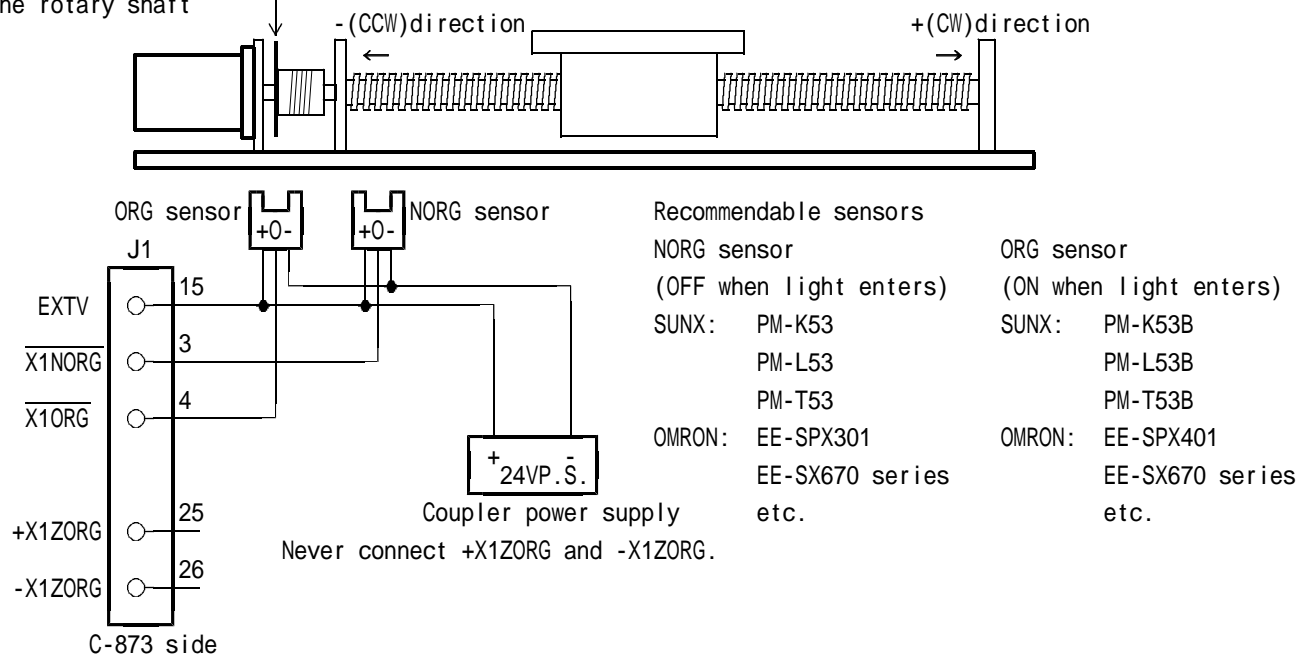 he rotary shaft
-(CCW)direction
+(CW)direction
← →
ORG sensor
+O-
+O-
NORG sensor
J1
EXTV 15
X1NORG 3
X1ORG 4
+X1ZORG 25
-X1ZORG 26
C-873 side
+ -
24VP.S.
Coupler power supply
Never connect +X1ZORG and -X1ZORG.
Recommendable sensors
NORG sensor
(OFF when light enters)
SUNX: PM-K53
PM-L53
PM-T53
OMRON: EE-SPX301
EE-SX670 series
etc.
ORG sensor
(ON when light enters)
SUNX: PM-K53B
PM-L53B
PM-T53B
OMRON: EE-SPX401
EE-SX670 series
etc.